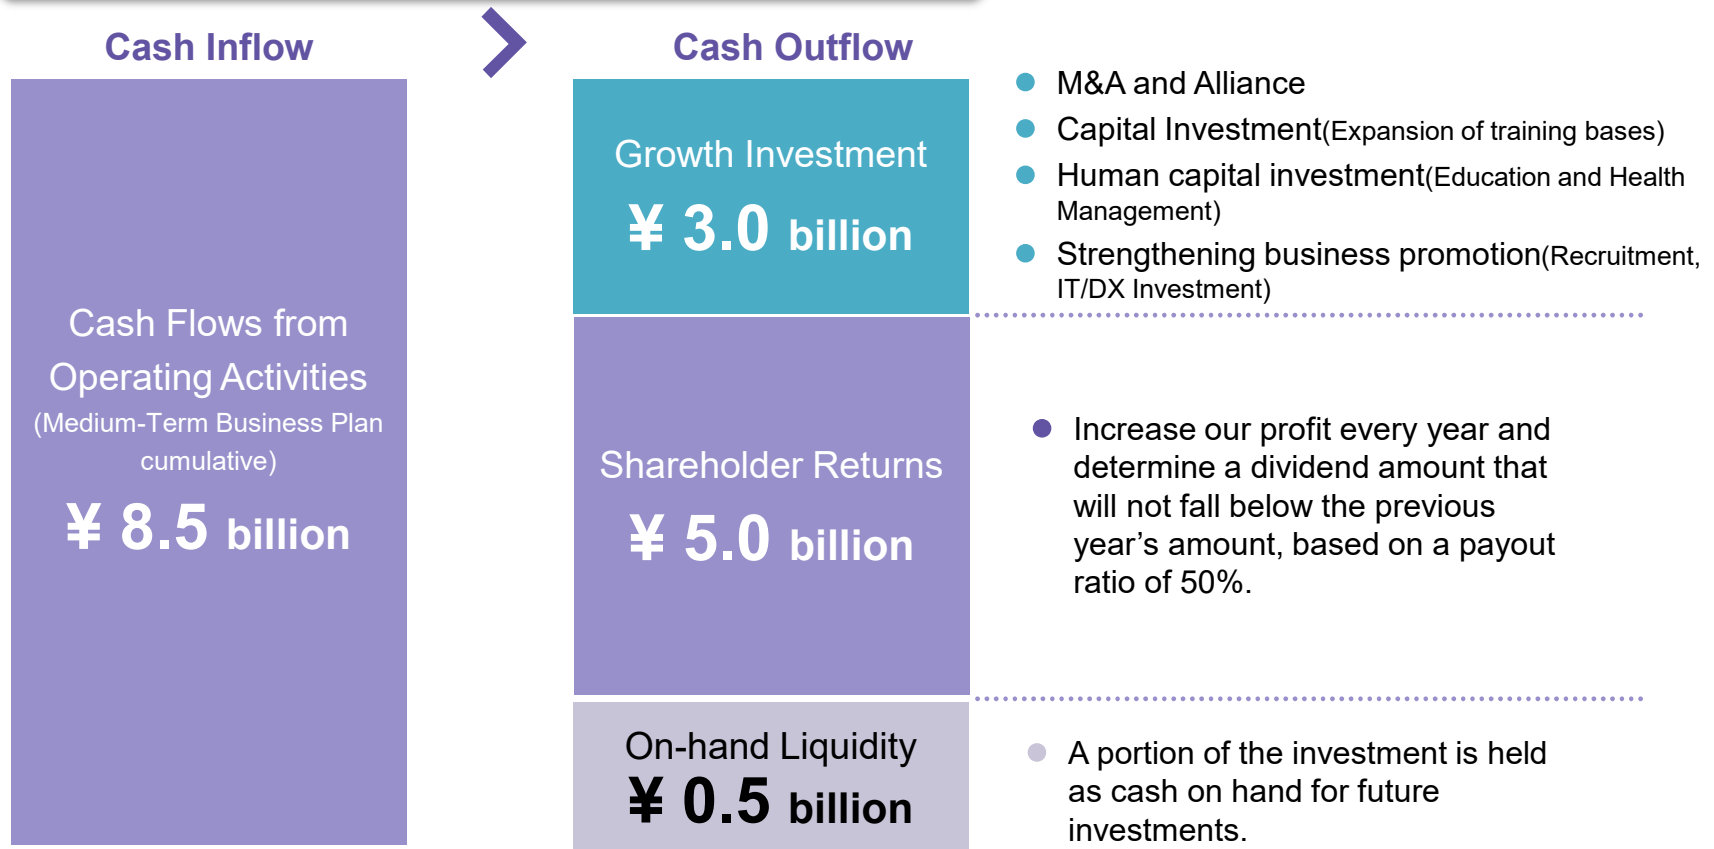 Cash Inflow
Cash Outflow
Cash Flows from
Operating Activities
(Medium-Term Business Plan
cumulative)
¥ 8.5 billion
Growth Investment
¥ 3.0 billion
M&A and Alliance
Capital Investment(Expansion of training bases)
Human capital investment(Education and Health
Management)
Strengthening business promotion(Recruitment,
IT/DX Investment)
Shareholder Returns
¥ 5.0 billion
Increase our profit every year and
determine a dividend amount that
will not fall below the previous
year’s amount, based on a payout
ratio of 50%.
On-hand Liquidity
¥ 0.5 billion
A portion of the investment is held
as cash on hand for future
investments.